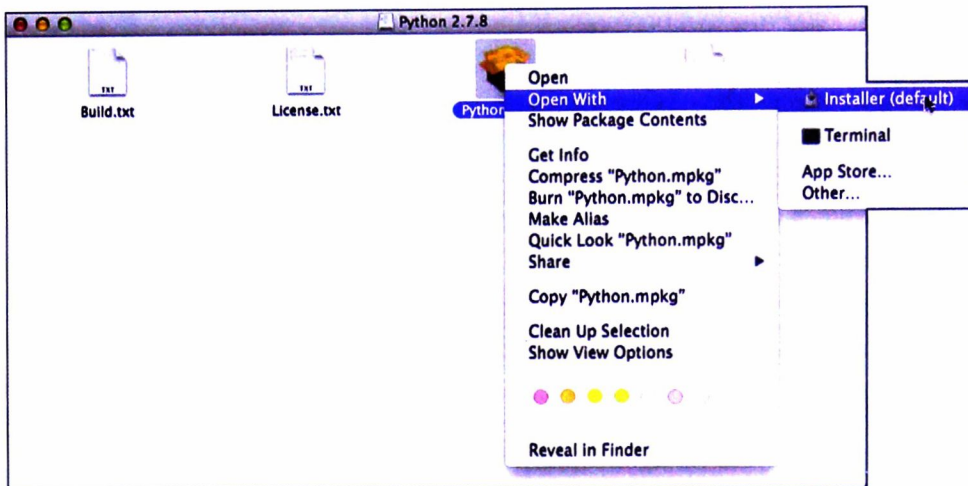 Python 2.7.8
TXT
Build.txt
TXT
License.txt
Python
Open
Open With
Show Package Contents
Get Info
Compress "Python.mpkg"
Burn "Python.mpkg" to Disc...
Make Alias
Quick Look "Python.mpkg"
Share
Copy "Python.mpkg"
Clean Up Selection
Show View Options
Reveal in Finder
Installer (default)
Terminal
App Store...
Other...